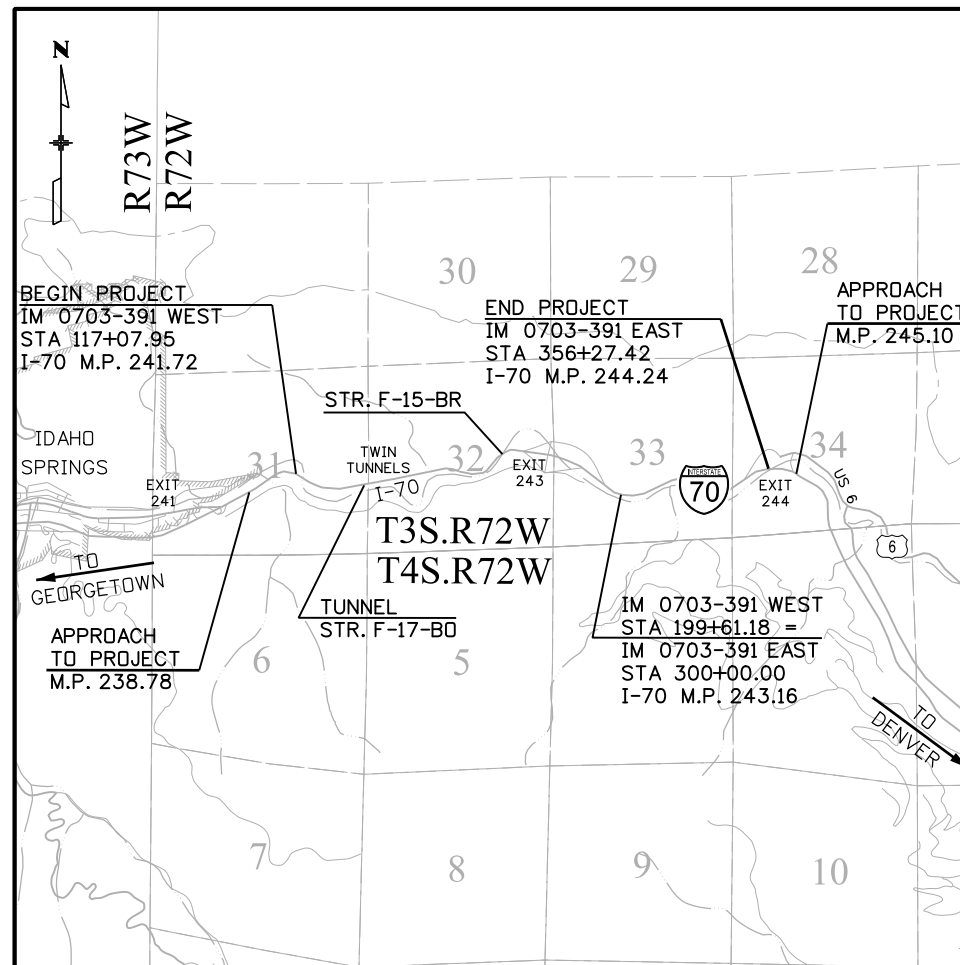 N
R73W
R72W
30
29
28
BEGIN PROJECT
IM 0703-391 WEST
STA 117+07.95
I-70 M.P. 241.72
END PROJECT
IM 0703-391 EAST
STA 356+27.42
I-70 M.P. 244.24
APPROACH
TO PROJECT
M.P. 245.10
STR. F-15-BR
IDAHO
SPRINGS
EXIT
241
31
TWIN
TUNNELS
I-70
32
EXIT
243
33
INTERSTATE
70
EXIT
244
34
US 6
6
T3S.R72W
T4S.R72W
TO
GEORGETOWN
TUNNEL
STR. F-17-BO
APPROACH
TO PROJECT
M.P. 238.78
6
5
IM 0703-391 WEST
STA 199+61.18 =
IM 0703-391 EAST
STA 300+00.00
I-70 M.P. 243.16
TO
DENVER
7
8
9
10